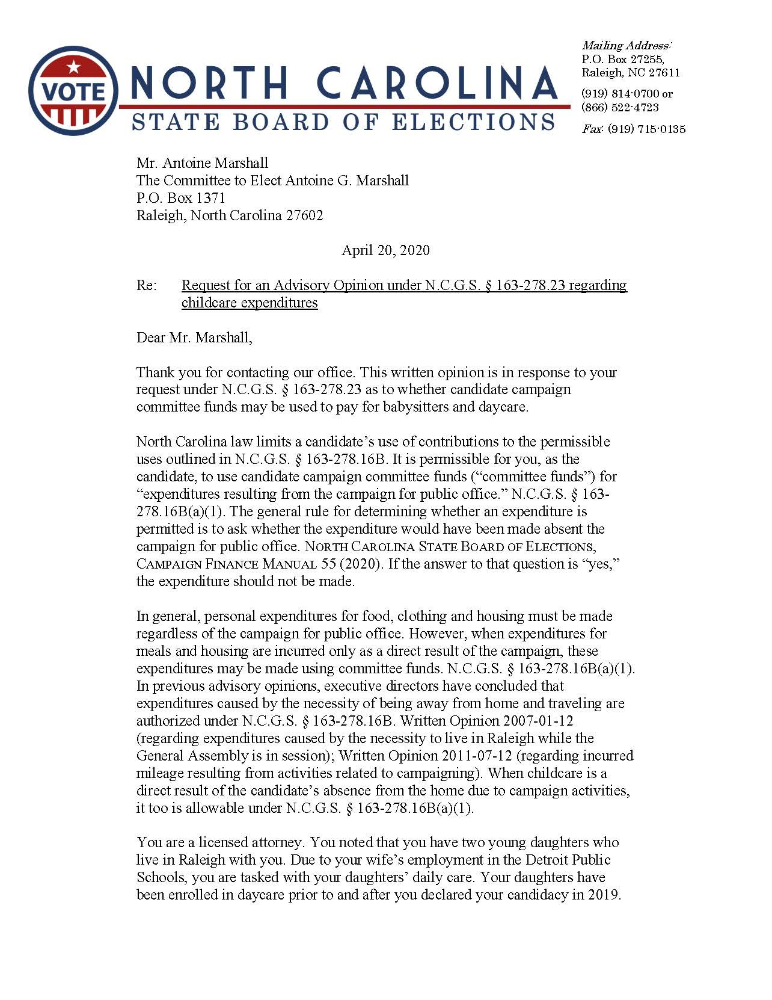 VOTE
NORTH CAROLINA
STATE BOARD OF ELECTIONS
Mailing Address:
P.O. Box 27255,
Raleigh, NC 27611
(919) 814-0700 or
(866) 522-4723
Fax: (919) 715-0135
Mr. Antoine Marshall
The Committee to Elect Antoine G. Marshall
P.O. Box 1371
Raleigh, North Carolina 27602
April 20, 2020
Re: Request for an Advisory Opinion under N.C.G.S. § 163-278.23 regarding
childcare expenditures
Dear Mr. Marshall,
Thank you for contacting our office. This written opinion is in response to your
request under N.C.G.S. § 163-278.23 as to whether candidate campaign
committee funds may be used to pay for babysitters and daycare.
North Carolina law limits a candidate’s use of contributions to the permissible
uses outlined in N.C.G.S. § 163-278.16B. It is permissible for you, as the
candidate, to use candidate campaign committee funds (“committee funds”) for
“expenditures resulting from the campaign for public office.” N.C.G.S. § 163-
278.16B(a)(1). The general rule for determining whether an expenditure is
permitted is to ask whether the expenditure would have been made absent the
campaign for public office. NORTH CAROLINA STATE BOARD OF ELECTIONS,
CAMPAIGN FINANCE MANUAL 55 (2020). If the answer to that question is “yes,”
the expenditure should not be made.
In general, personal expenditures for food, clothing and housing must be made
regardless of the campaign for public office. However, when expenditures for
meals and housing are incurred only as a direct result of the campaign, these
expenditures may be made using committee funds. N.C.G.S. § 163-278.16B(a)(1).
In previous advisory opinions, executive directors have concluded that
expenditures caused by the necessity of being away from home and traveling are
authorized under N.C.G.S. § 163-278.16B. Written Opinion 2007-01-12
(regarding expenditures caused by the necessity to live in Raleigh while the
General Assembly is in session); Written Opinion 2011-07-12 (regarding incurred
mileage resulting from activities related to campaigning). When childcare is a
direct result of the candidate’s absence from the home due to campaign activities,
it too is allowable under N.C.G.S. § 163-278.16B(a)(1).
You are a licensed attorney. You noted that you have two young daughters who
live in Raleigh with you. Due to your wife’s employment in the Detroit Public
Schools, you are tasked with your daughters’ daily care. Your daughters have
been enrolled in daycare prior to and after you declared your candidacy in 2019.